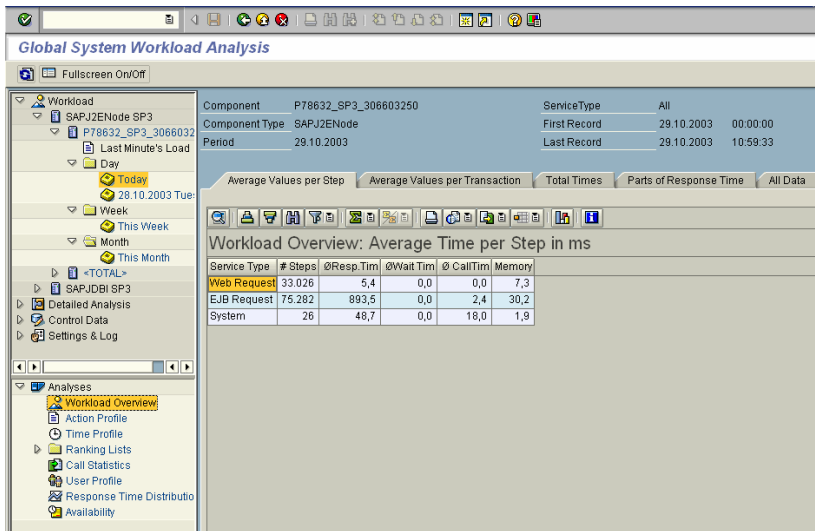 Global System Workload Analysis
Fullscreen On/Off
Workload
SAPJ2ENode SP3
P78632_SP3_3066032
Last Minute's Load
Day
Today
28.10.2003 Tue
Week
This Week
Month
This Month
<TOTAL>
SAPJDBI SP3
Detailed Analysis
Control Data
Settings & Log
Analyses
Workload Overview
Action Profile
Time Profile
Ranking Lists
Call Statistics
User Profile
Response Time Distributio
Availability
Component P78632_SP3_306603250 ServiceType All
Component Type SAPJ2ENode First Record 29.10.2003 00:00:00
Period 29.10.2003 Last Record 29.10.2003 10:59:33
Average Values per Step Average Values per Transaction Total Times Parts of Response Time All Data
Workload Overview: Average Time per Step in ms
Service Type # Steps ØResp.Tim ØWait Tim Ø CallTim Memory
Web Request 33.026 5,4 0,0 0,0 7,3
EJB Request 75.282 893,5 0,0 2,4 30,2
System 26 48,7 0,0 18,0 1,9